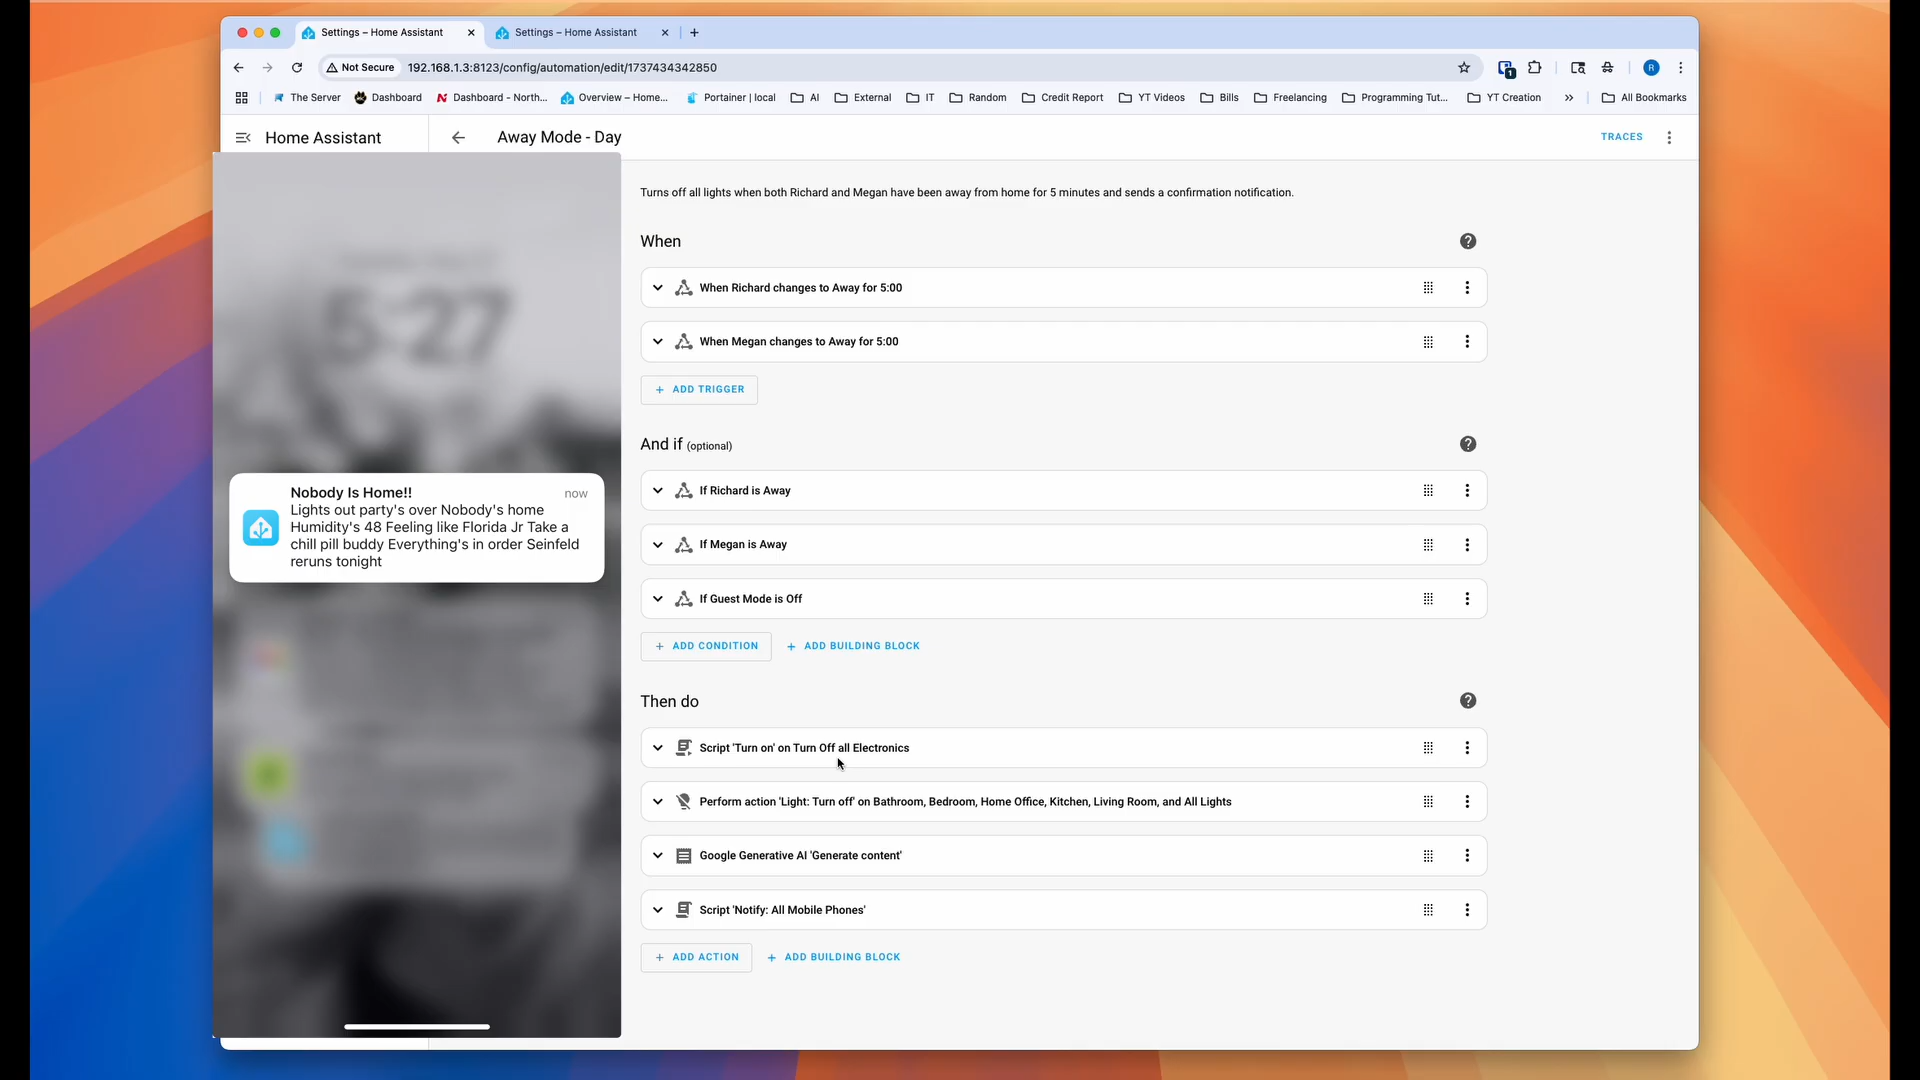 Settings – Home Assistant
Settings – Home Assistant
Not Secure
192.168.1.3:8123/config/automation/edit/1737434342850
1
R
The Server
Dashboard
Dashboard - North...
Overview – Home...
Portainer | local
AI
External
IT
Random
Credit Report
YT Videos
Bills
Freelancing
Programming Tut...
YT Creation
All Bookmarks
Home Assistant
Away Mode - Day
TRACES
5:27
Nobody Is Home!!
now
Lights out party's over Nobody's home
Humidity's 48 Feeling like Florida Jr Take a
chill pill buddy Everything's in order Seinfeld
reruns tonight
Turns off all lights when both Richard and Megan have been away from home for 5 minutes and sends a confirmation notification.
When
When Richard changes to Away for 5:00
When Megan changes to Away for 5:00
+ ADD TRIGGER
And if (optional)
If Richard is Away
If Megan is Away
If Guest Mode is Off
+ ADD CONDITION
+ ADD BUILDING BLOCK
Then do
Script 'Turn on' on Turn Off all Electronics
Perform action 'Light: Turn off' on Bathroom, Bedroom, Home Office, Kitchen, Living Room, and All Lights
Google Generative AI 'Generate content'
Script 'Notify: All Mobile Phones'
+ ADD ACTION
+ ADD BUILDING BLOCK